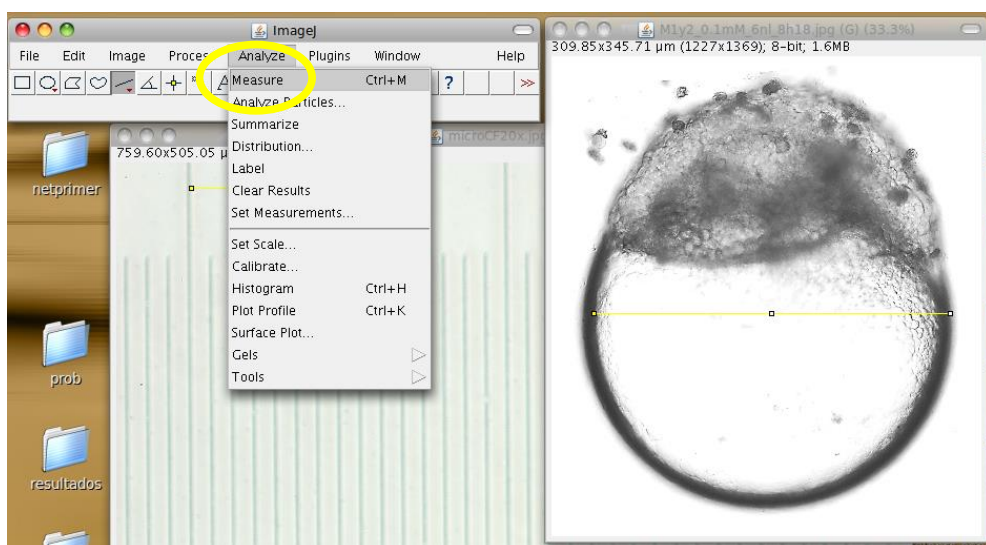 ImageJ
File Edit Image Process Analyze Plugins Window Help
?
>>
Measure Ctrl+M
Analyze Particles...
Summarize
Distribution...
Label
Clear Results
Set Measurements...
Set Scale...
Calibrate...
Histogram Ctrl+H
Plot Profile Ctrl+K
Surface Plot...
Gels
Tools
microCF20x.jp
759.60x505.05 µ
netprimer
prob
resultados
M1y2_0.1mM_6nl_8h18.jpg (G) (33.3%)
309.85x345.71 µm (1227x1369); 8-bit; 1.6MB